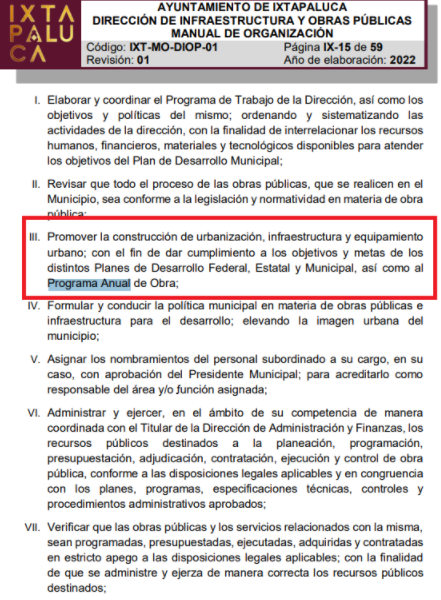 IXTA
PALU
CA
AYUNTAMIENTO DE IXTAPALUCA
DIRECCIÓN DE INFRAESTRUCTURA Y OBRAS PÚBLICAS
MANUAL DE ORGANIZACIÓN
Código: IXT-MO-DIOP-01
Página IX-15 de 59
Revisión: 01
Año de elaboración: 2022
I. Elaborar y coordinar el Programa de Trabajo de la Dirección, así como los
objetivos y políticas del mismo; ordenando y sistematizando las
actividades de la dirección, con la finalidad de interrelacionar los recursos
humanos, financieros, materiales y tecnológicos disponibles para atender
los objetivos del Plan de Desarrollo Municipal;
II. Revisar que todo el proceso de las obras públicas, que se realicen en el
Municipio, sea conforme a la legislación y normatividad en materia de obra
pública;
III. Promover la construcción de urbanización, infraestructura y equipamiento
urbano; con el fin de dar cumplimiento a los objetivos y metas de los
distintos Planes de Desarrollo Federal, Estatal y Municipal, así como al
Programa Anual de Obra;
IV. Formular y conducir la política municipal en materia de obras públicas e
infraestructura para el desarrollo; elevando la imagen urbana del
municipio;
V. Asignar los nombramientos del personal subordinado a su cargo, en su
caso, con aprobación del Presidente Municipal; para acreditarlo como
responsable del área y/o función asignada;
VI. Administrar y ejercer, en el ámbito de su competencia de manera
coordinada con el Titular de la Dirección de Administración y Finanzas, los
recursos públicos destinados a la planeación, programación,
presupuestación, adjudicación, contratación, ejecución y control de obra
pública, conforme a las disposiciones legales aplicables y en congruencia
con los planes, programas, especificaciones técnicas, controles y
procedimientos administrativos aprobados;
VII. Verificar que las obras públicas y los servicios relacionados con la misma,
sean programadas, presupuestadas, ejecutadas, adquiridas y contratadas
en estricto apego a las disposiciones legales aplicables; con la finalidad
de que se administre y ejerza de manera correcta los recursos públicos
destinados;